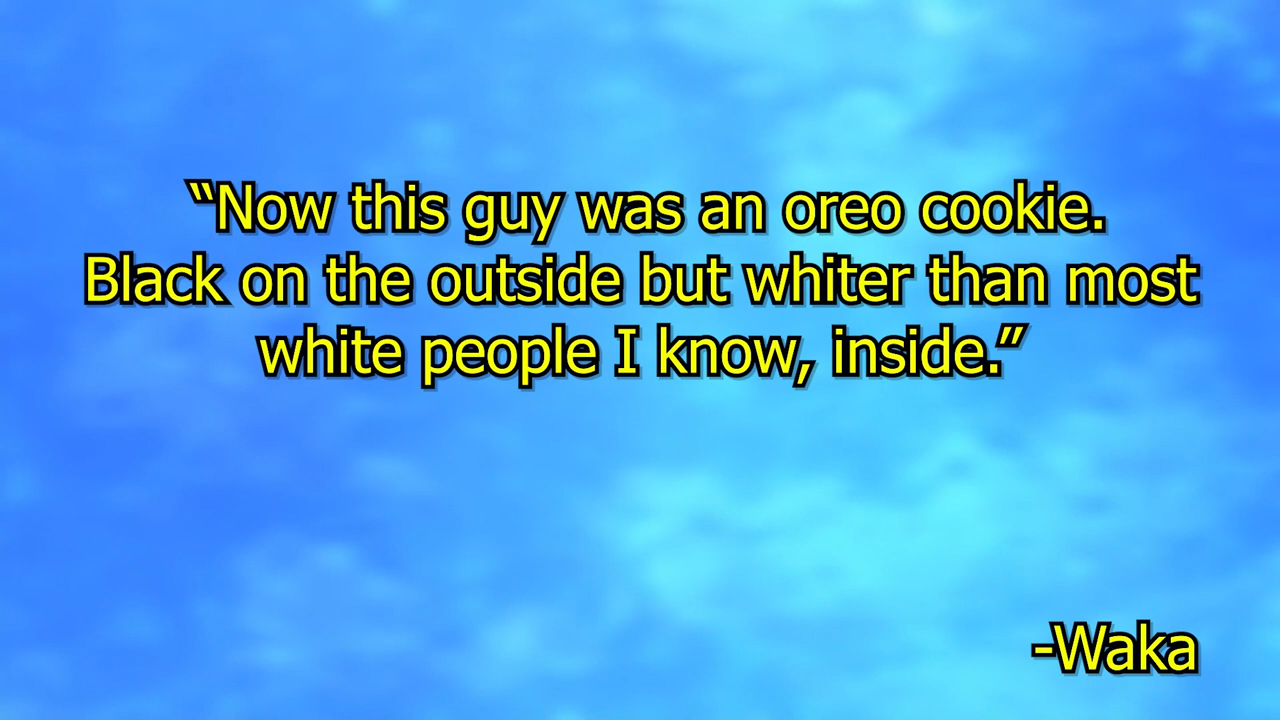 “Now this guy was an oreo cookie.
Black on the outside but whiter than most
white people I know, inside.”
-Waka